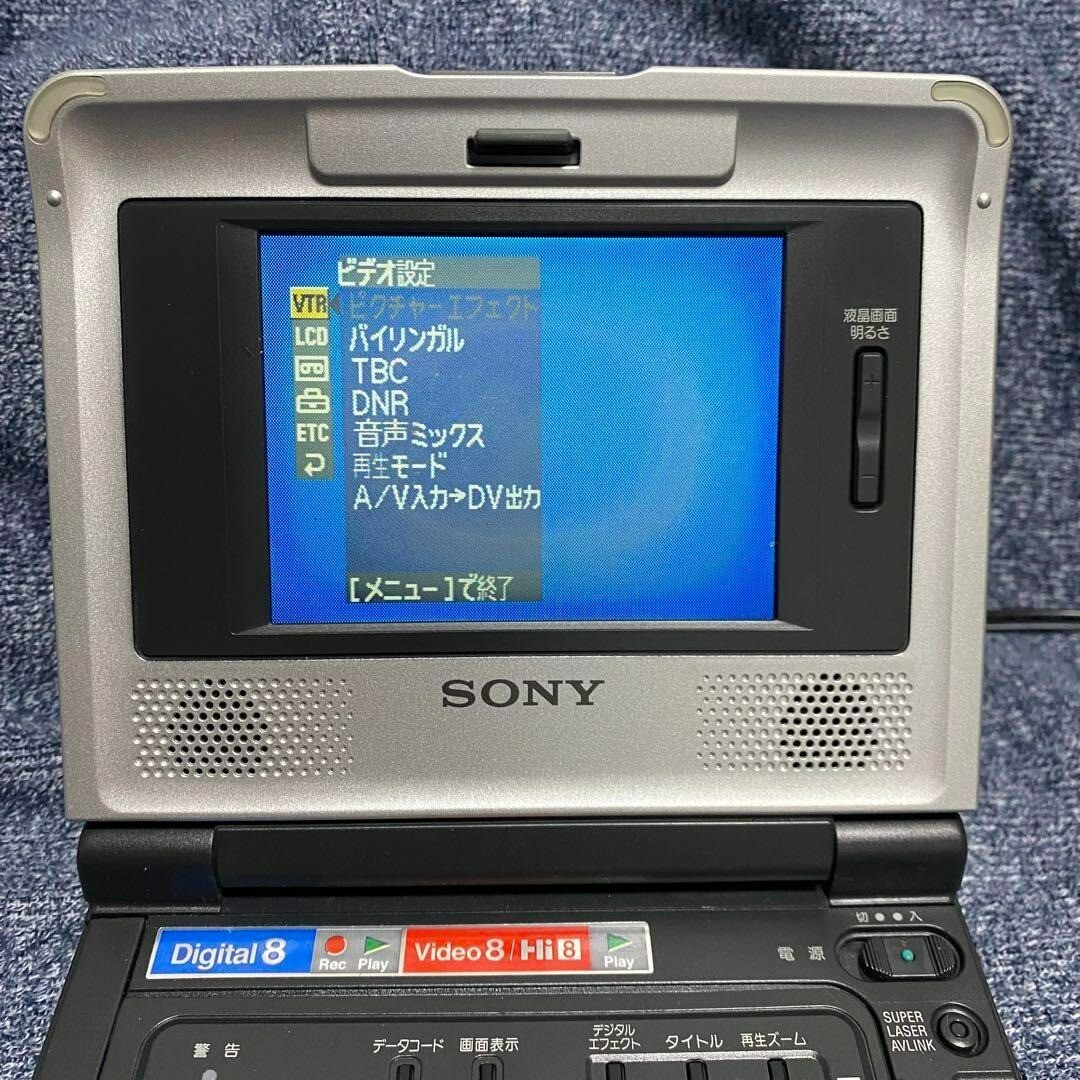 ビデオ設定
VTR ピクチャーエフェクト
LCD バイリンガル
TBC
DNR
ETC 音声ミックス
再生モード
A/V入力→DV出力
[メニュー]で終了
液晶画面
明るさ
+
−
SONY
切 入
電源
Digital 8 Rec Play Video 8 / Hi 8 Play
SUPER
LASER
AVLINK
警告
データコード 画面表示
デジタル
エフェクト
タイトル 再生ズーム